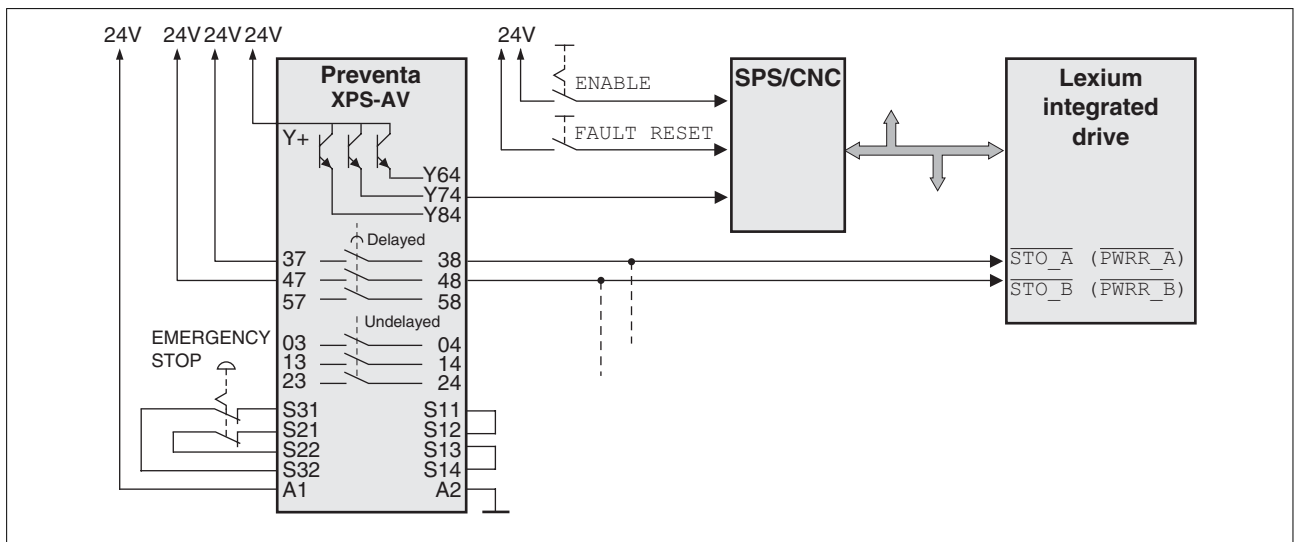 24V 24V 24V 24V
24V
Preventa
XPS-AV
Y+
Y64
Y74
Y84
Delayed
37 38
47 48
57 58
Undelayed
03 04
13 14
23 24
EMERGENCY
STOP
S31 S11
S21 S12
S22 S13
S32 S14
A1 A2
ENABLE
FAULT RESET
SPS/CNC
Lexium
integrated
drive
STO_A (PWRR_A)
STO_B (PWRR_B)